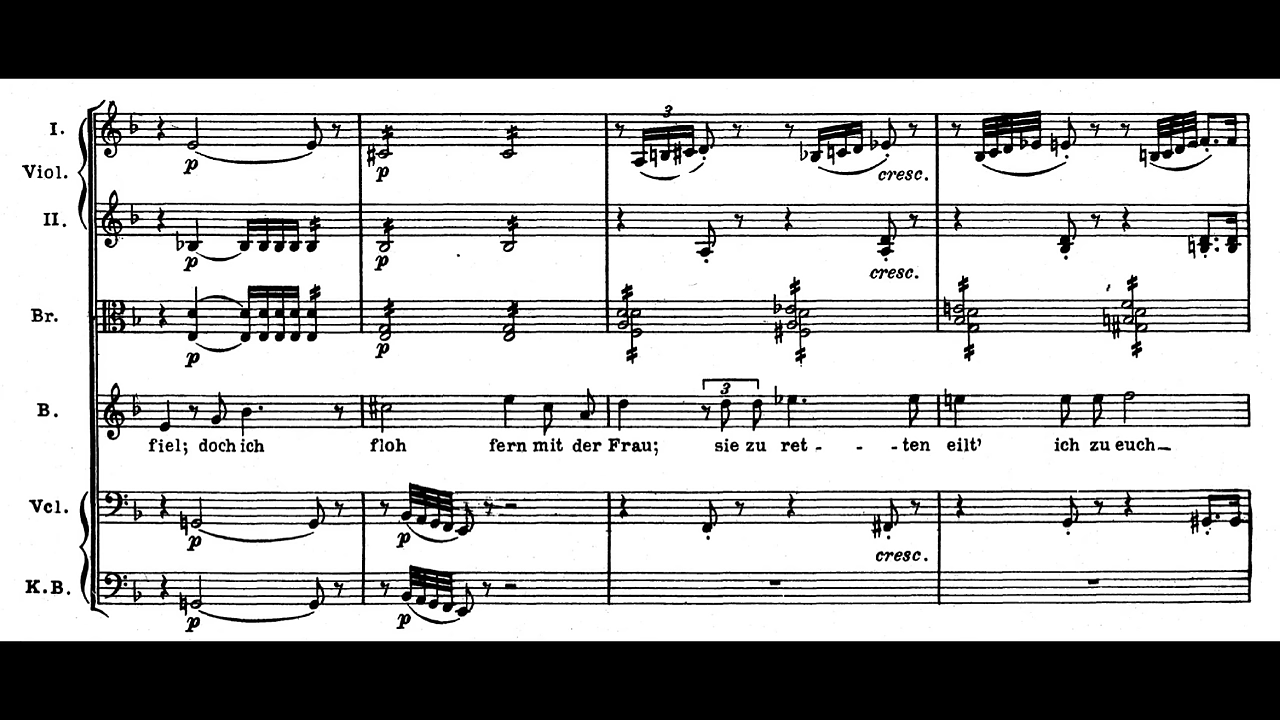 I.
3
Viol.
p
p
cresc.
II.
p
p
cresc.
Br.
p
p
B.
3
fiel; doch ich floh fern mit der Frau; sie zu ret - - - ten eilt' ich zu euch
Vcl.
p
p
cresc.
K.B.
p
p